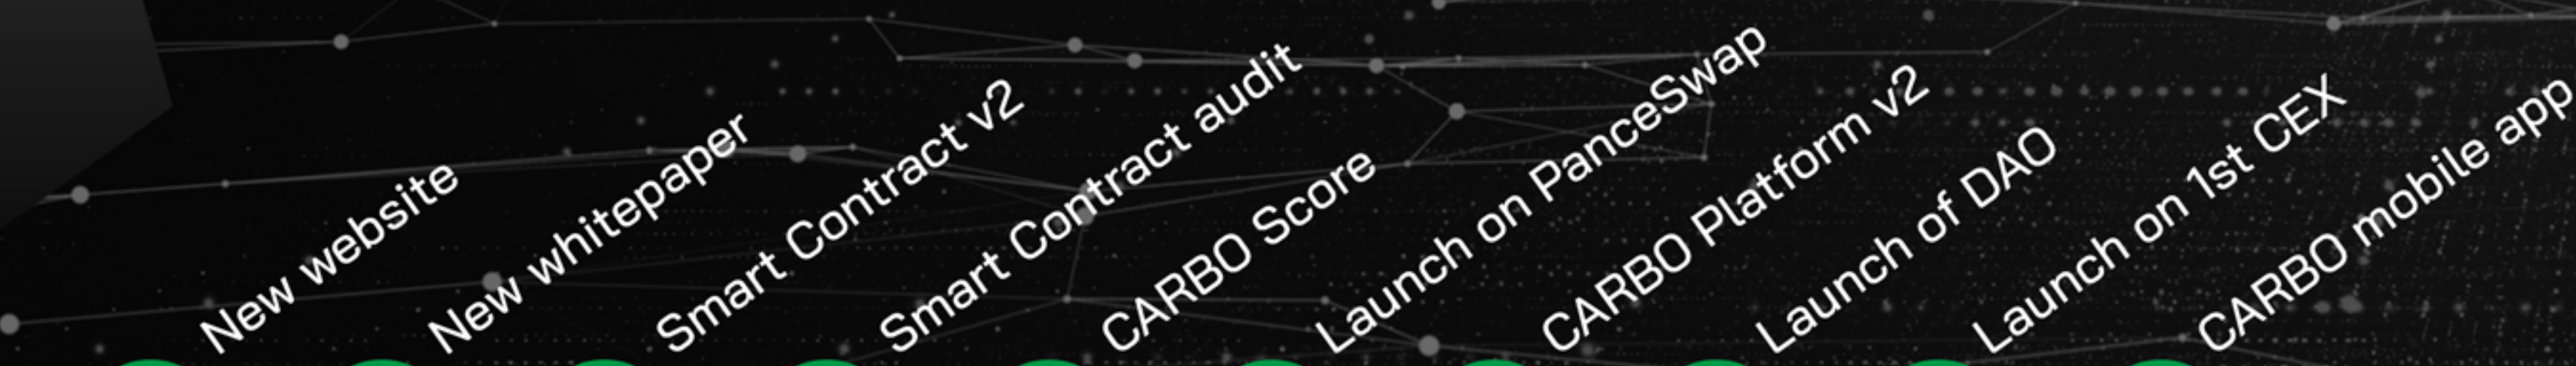 New website
New whitepaper
Smart Contract v2
Smart Contract audit
CARBO Score
Launch on PanceSwap
CARBO Platform v2
Launch of DAO
Launch on 1st CEX
CARBO mobile app